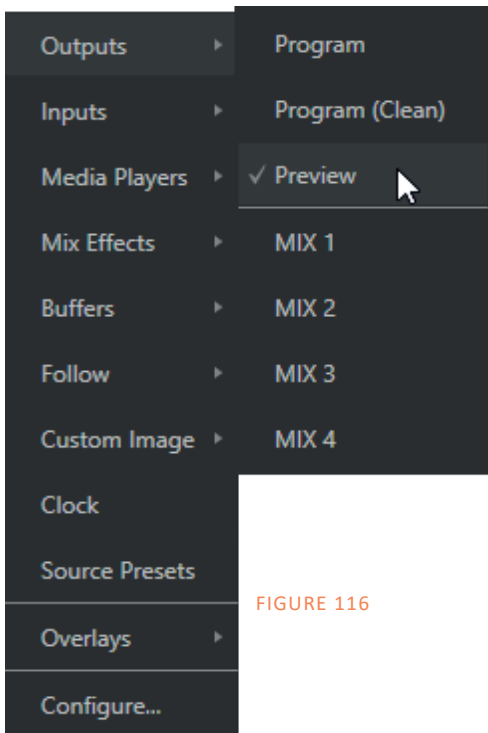 Outputs
Inputs
Media Players
Mix Effects
Buffers
Follow
Custom Image
Clock
Source Presets
Overlays
Configure...
Program
Program (Clean)
Preview
MIX 1
MIX 2
MIX 3
MIX 4
FIGURE 116